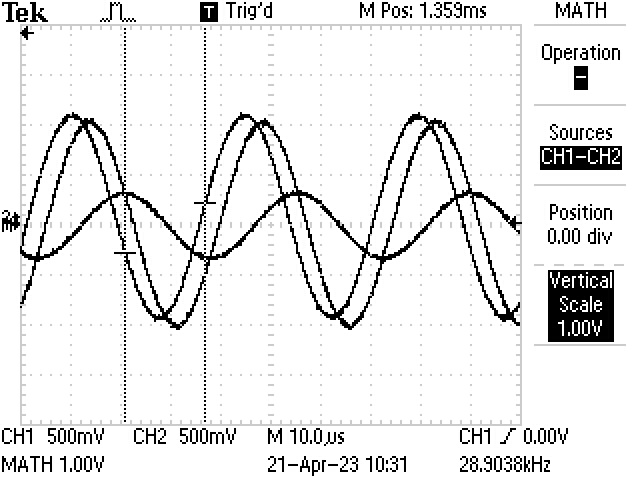 Tek T Trig'd M Pos: 1.359ms MATH
Operation
−
Sources
CH1−CH2
Position
0.00 div
Vertical
Scale
1.00V
CH1 500mV CH2 500mV M 10.0µs CH1 0.00V
MATH 1.00V 21-Apr-23 10:31 28.9038kHz